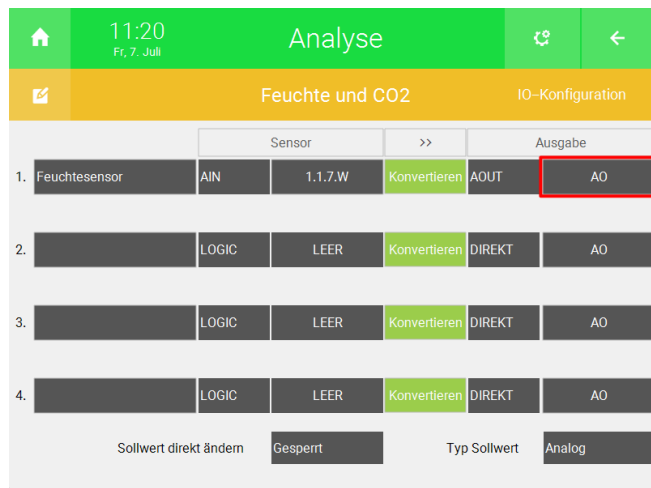 11:20
Fr, 7. Juli
Analyse
Feuchte und CO2
IO-Konfiguration
Sensor >> Ausgabe
1. Feuchtesensor AIN 1.1.7.W Konvertieren AOUT AO
2. LOGIC LEER Konvertieren DIREKT AO
3. LOGIC LEER Konvertieren DIREKT AO
4. LOGIC LEER Konvertieren DIREKT AO
Sollwert direkt ändern Gesperrt Typ Sollwert Analog